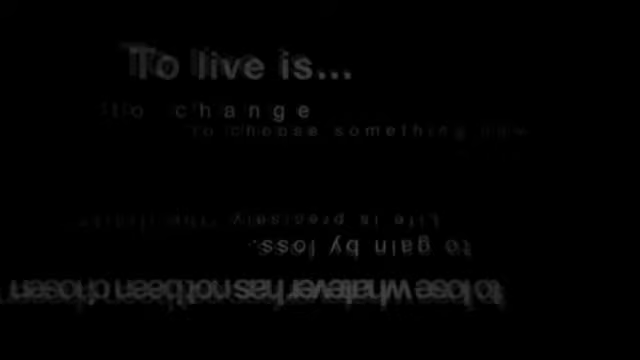 To live is...
to change
to choose something new
Life is precisely
to gain by loss.
to lose whatever has not been chosen